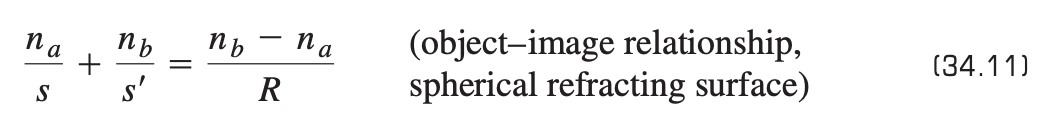 n_a/s + n_b/s′ = (n_b − n_a)/R
(object–image relationship,
spherical refracting surface)
(34.11)